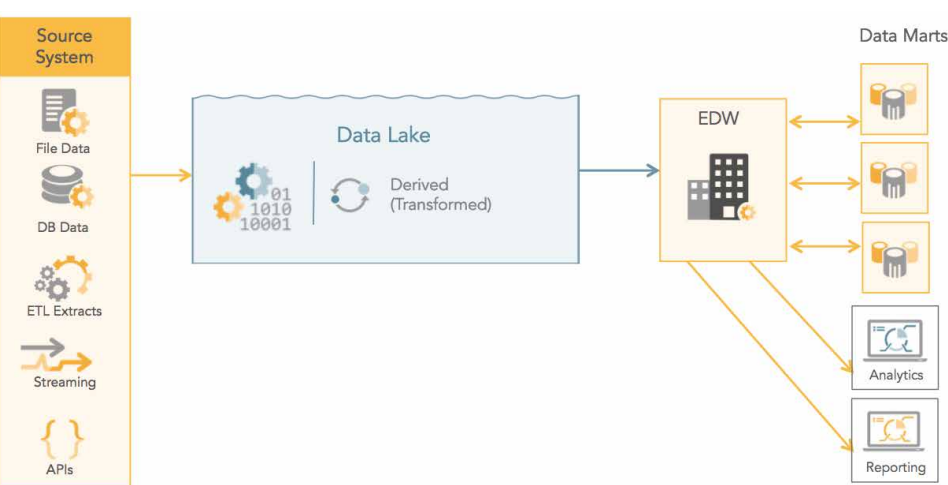 Source
System
File Data
DB Data
ETL Extracts
Streaming
APIs
Data Lake
01
1010
10001
Derived
(Transformed)
EDW
Data Marts
Analytics
Reporting